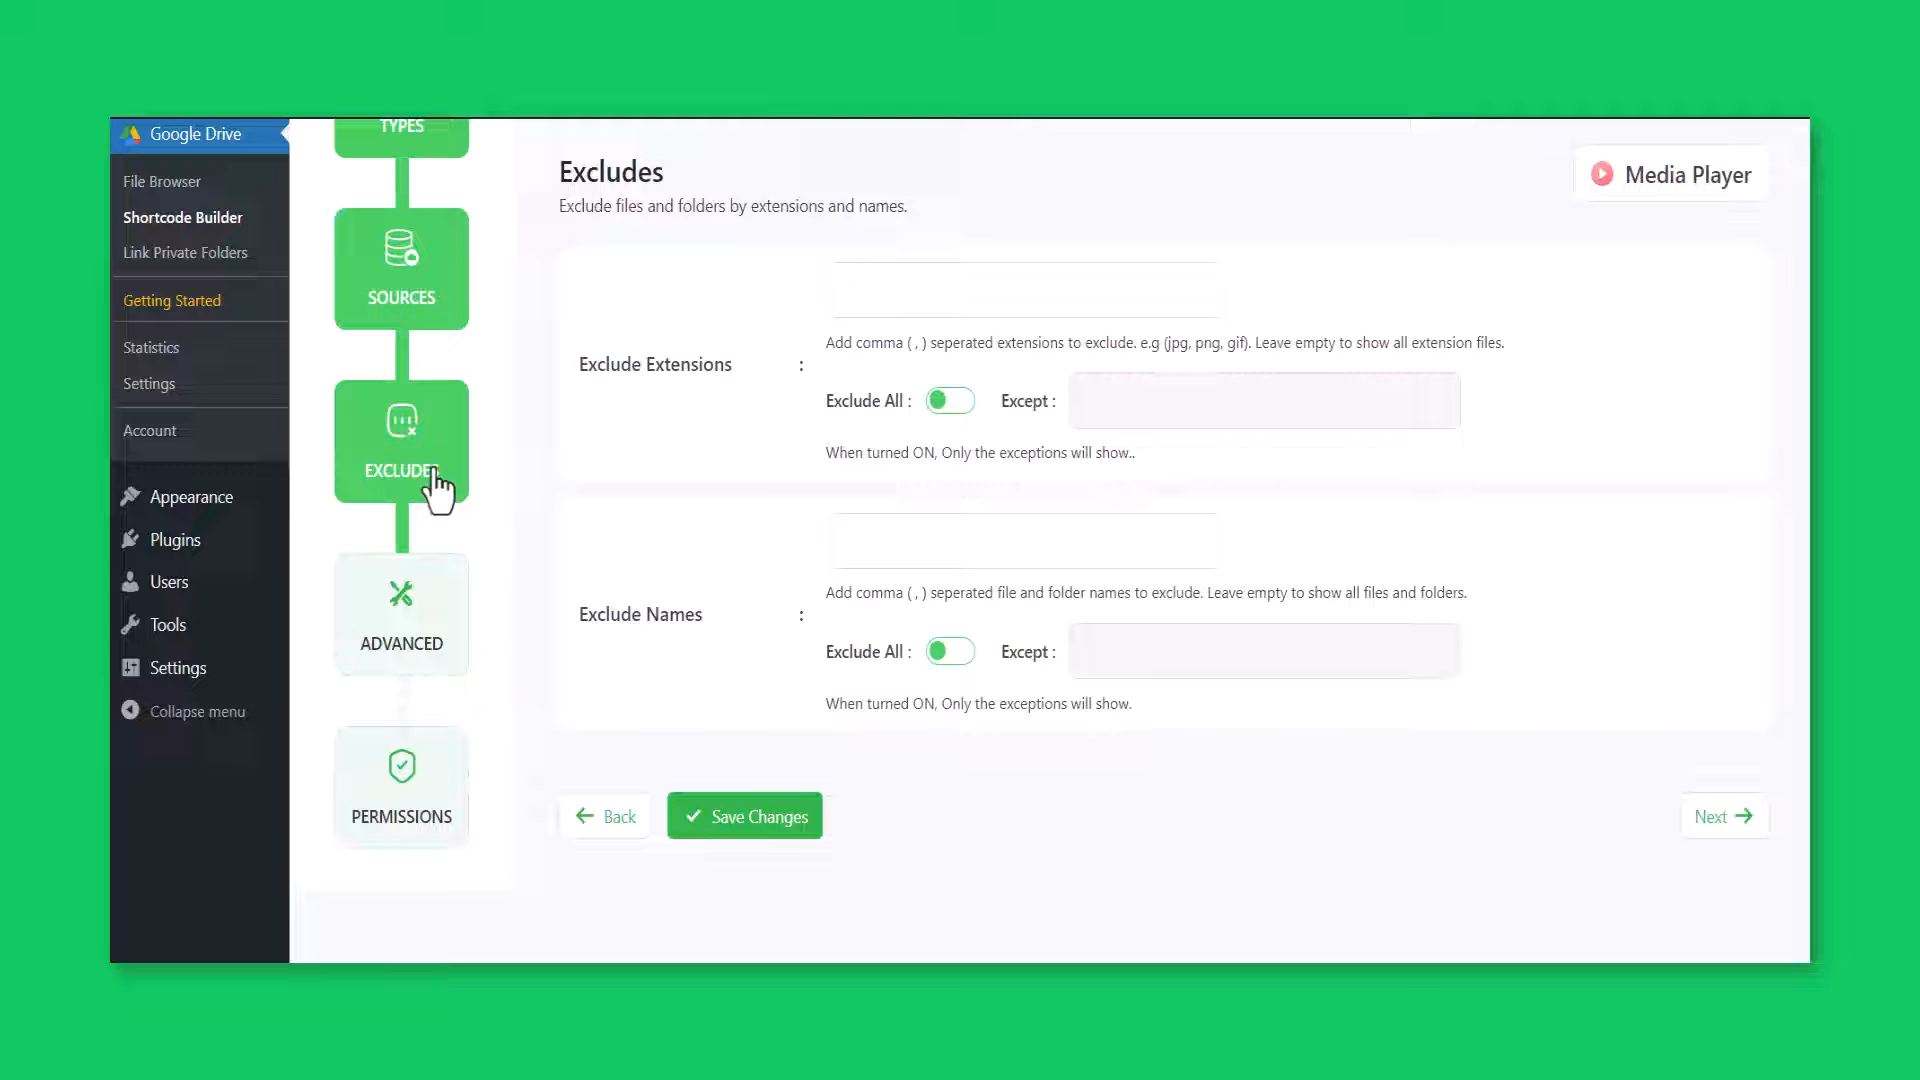 Google Drive
File Browser
Shortcode Builder
Link Private Folders
Getting Started
Statistics
Settings
Account
Appearance
Plugins
Users
Tools
Settings
Collapse menu
TYPES
SOURCES
EXCLUDES
ADVANCED
PERMISSIONS
Excludes
Exclude files and folders by extensions and names.
Media Player
Exclude Extensions :
Add comma ( , ) seperated extensions to exclude. e.g (jpg, png, gif). Leave empty to show all extension files.
Exclude All : Except :
When turned ON, Only the exceptions will show..
Exclude Names :
Add comma ( , ) seperated file and folder names to exclude. Leave empty to show all files and folders.
Exclude All : Except :
When turned ON, Only the exceptions will show.
Back
Save Changes
Next